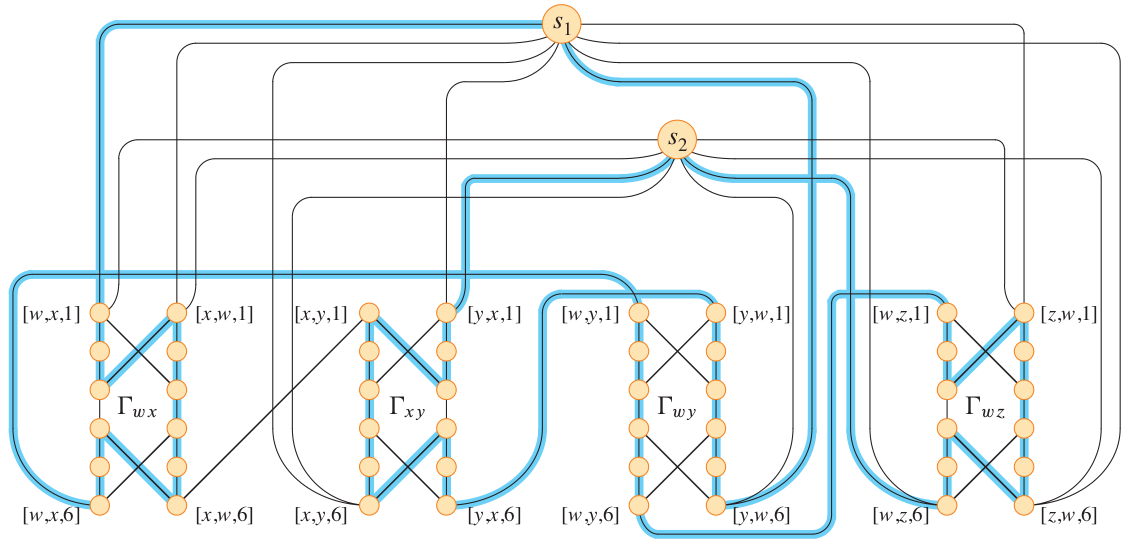 s1
s2
[w,x,1] [x,w,1] [x,y,1] [y,x,1] [w,y,1] [y,w,1] [w,z,1] [z,w,1]
Γwx Γxy Γwy Γwz
[w,x,6] [x,w,6] [x,y,6] [y,x,6] [w,y,6] [y,w,6] [w,z,6] [z,w,6]